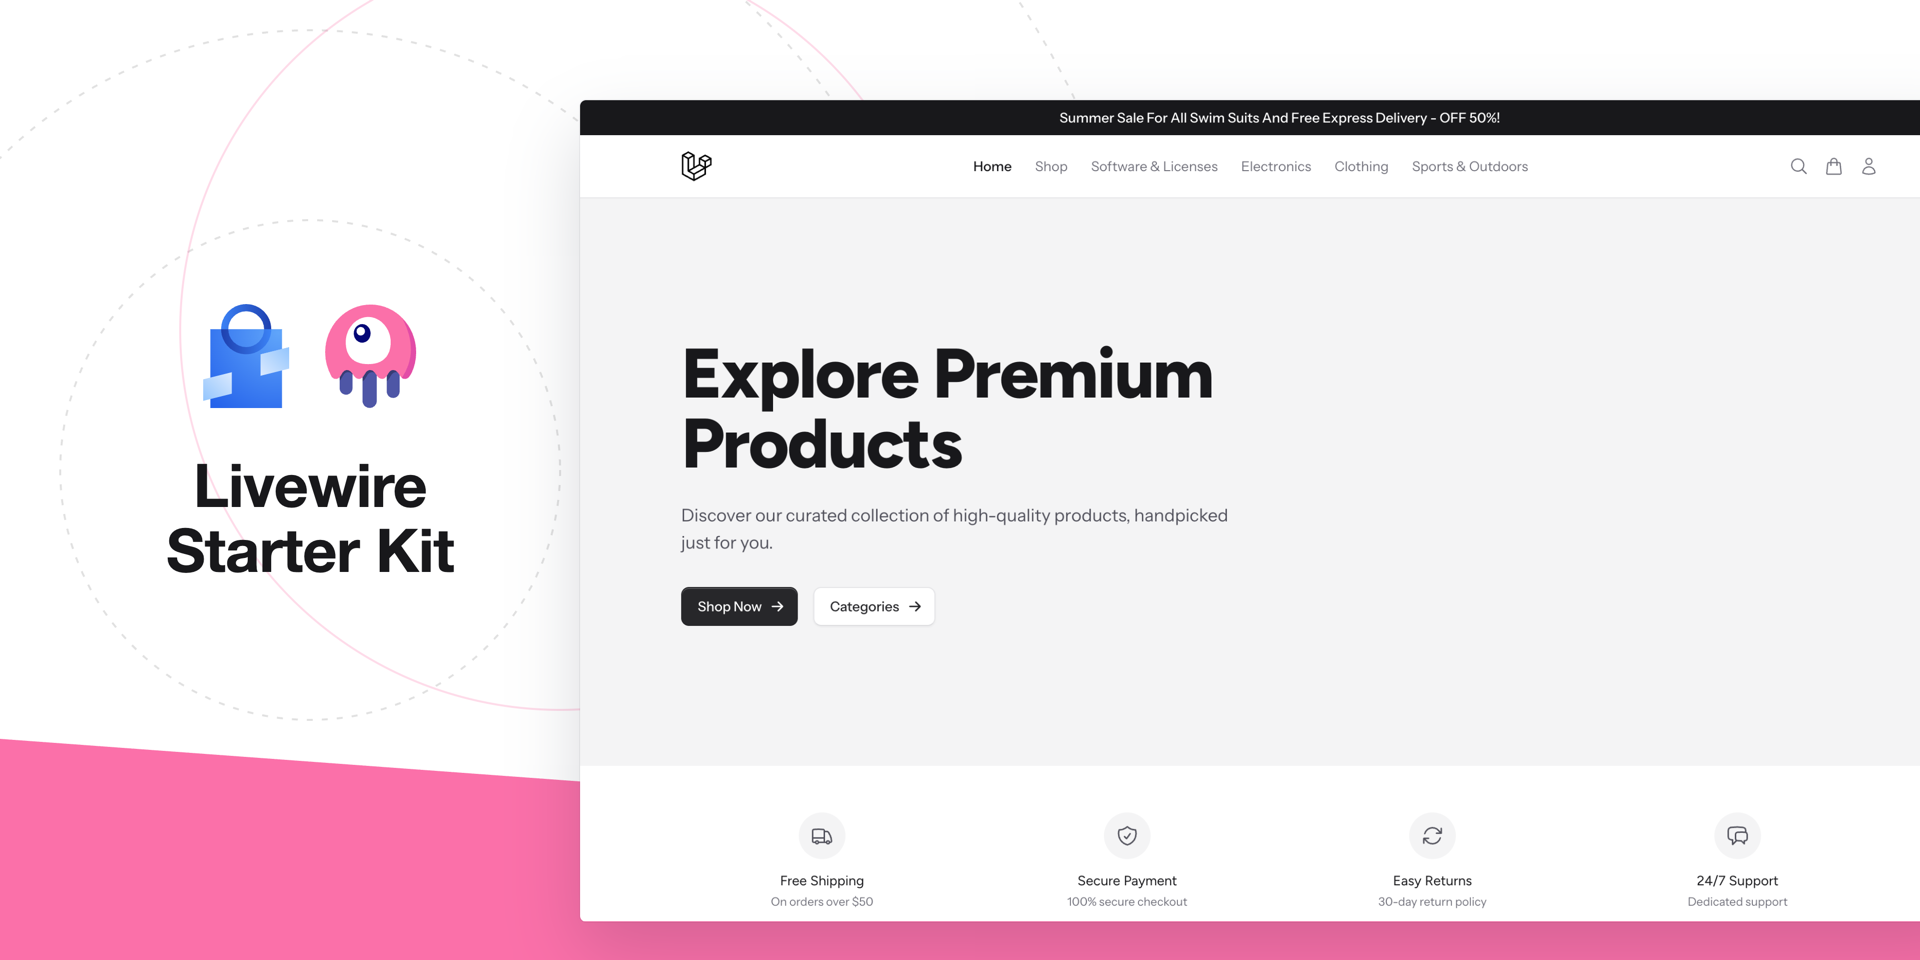 Livewire
Starter Kit
Summer Sale For All Swim Suits And Free Express Delivery - OFF 50%!
Home Shop Software & Licenses Electronics Clothing Sports & Outdoors
Explore Premium
Products
Discover our curated collection of high-quality products, handpicked
just for you.
Shop Now → Categories →
Free Shipping
On orders over $50
Secure Payment
100% secure checkout
Easy Returns
30-day return policy
24/7 Support
Dedicated support